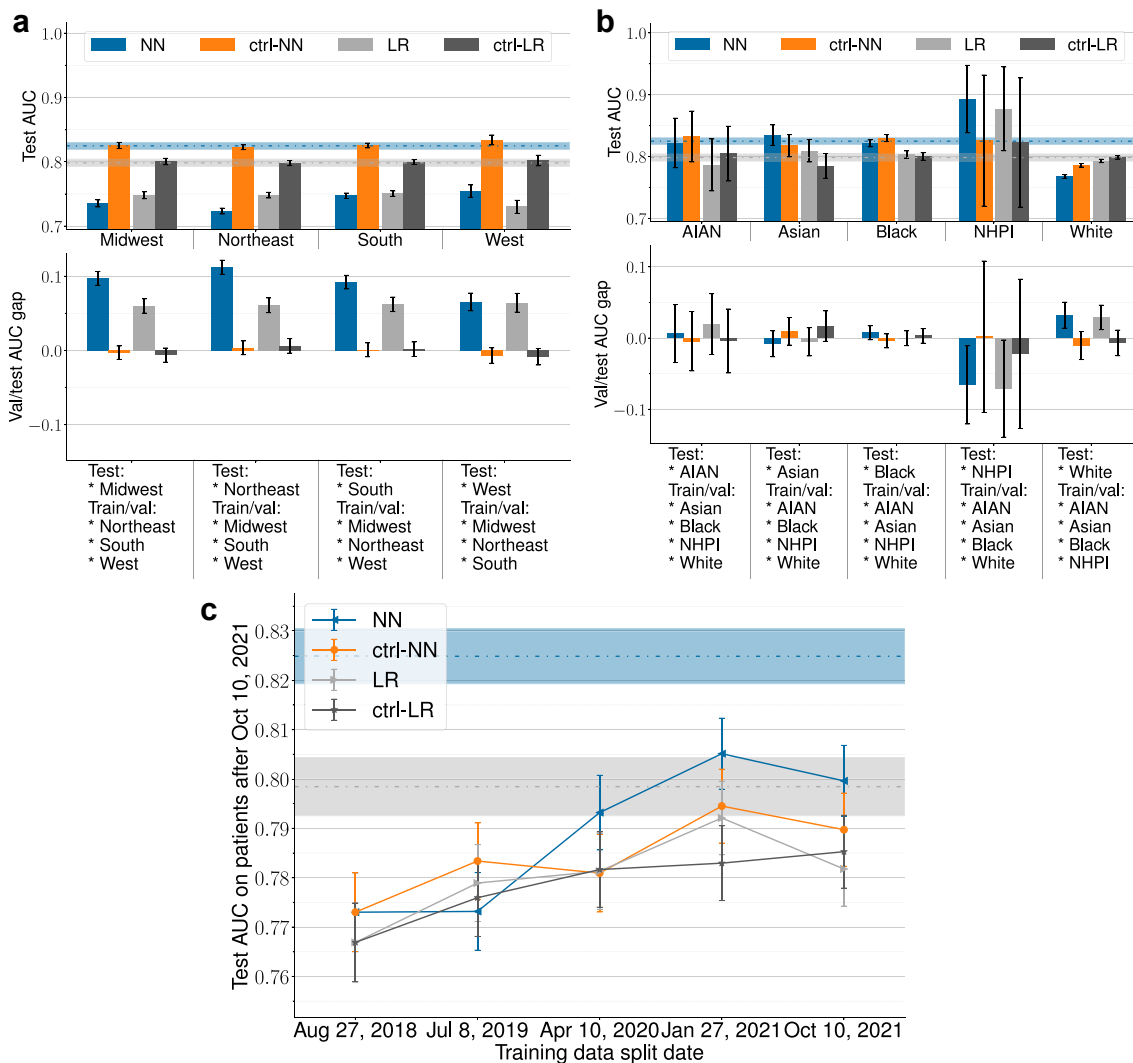 a
NN ctrl-NN LR ctrl-LR
Test AUC
1.0
0.9
0.8
0.7
Midwest Northeast South West
Val/test AUC gap
0.1
0.0
−0.1
Test: Test: Test: Test:
* Midwest * Northeast * South * West
Train/val: Train/val: Train/val: Train/val:
* Northeast * Midwest * Midwest * Midwest
* South * South * Northeast * Northeast
* West * West * West * South
b
NN ctrl-NN LR ctrl-LR
Test AUC
1.0
0.9
0.8
0.7
AIAN Asian Black NHPI White
Val/test AUC gap
0.1
0.0
−0.1
Test: Test: Test: Test: Test:
* AIAN * Asian * Black * NHPI * White
Train/val: Train/val: Train/val: Train/val: Train/val:
* Asian * AIAN * AIAN * AIAN * AIAN
* Black * Black * Asian * Asian * Asian
* NHPI * NHPI * NHPI * Black * Black
* White * White * White * White * NHPI
c
NN
ctrl-NN
LR
ctrl-LR
Test AUC on patients after Oct 10, 2021
0.83
0.82
0.81
0.80
0.79
0.78
0.77
0.76
Aug 27, 2018 Jul 8, 2019 Apr 10, 2020 Jan 27, 2021 Oct 10, 2021
Training data split date